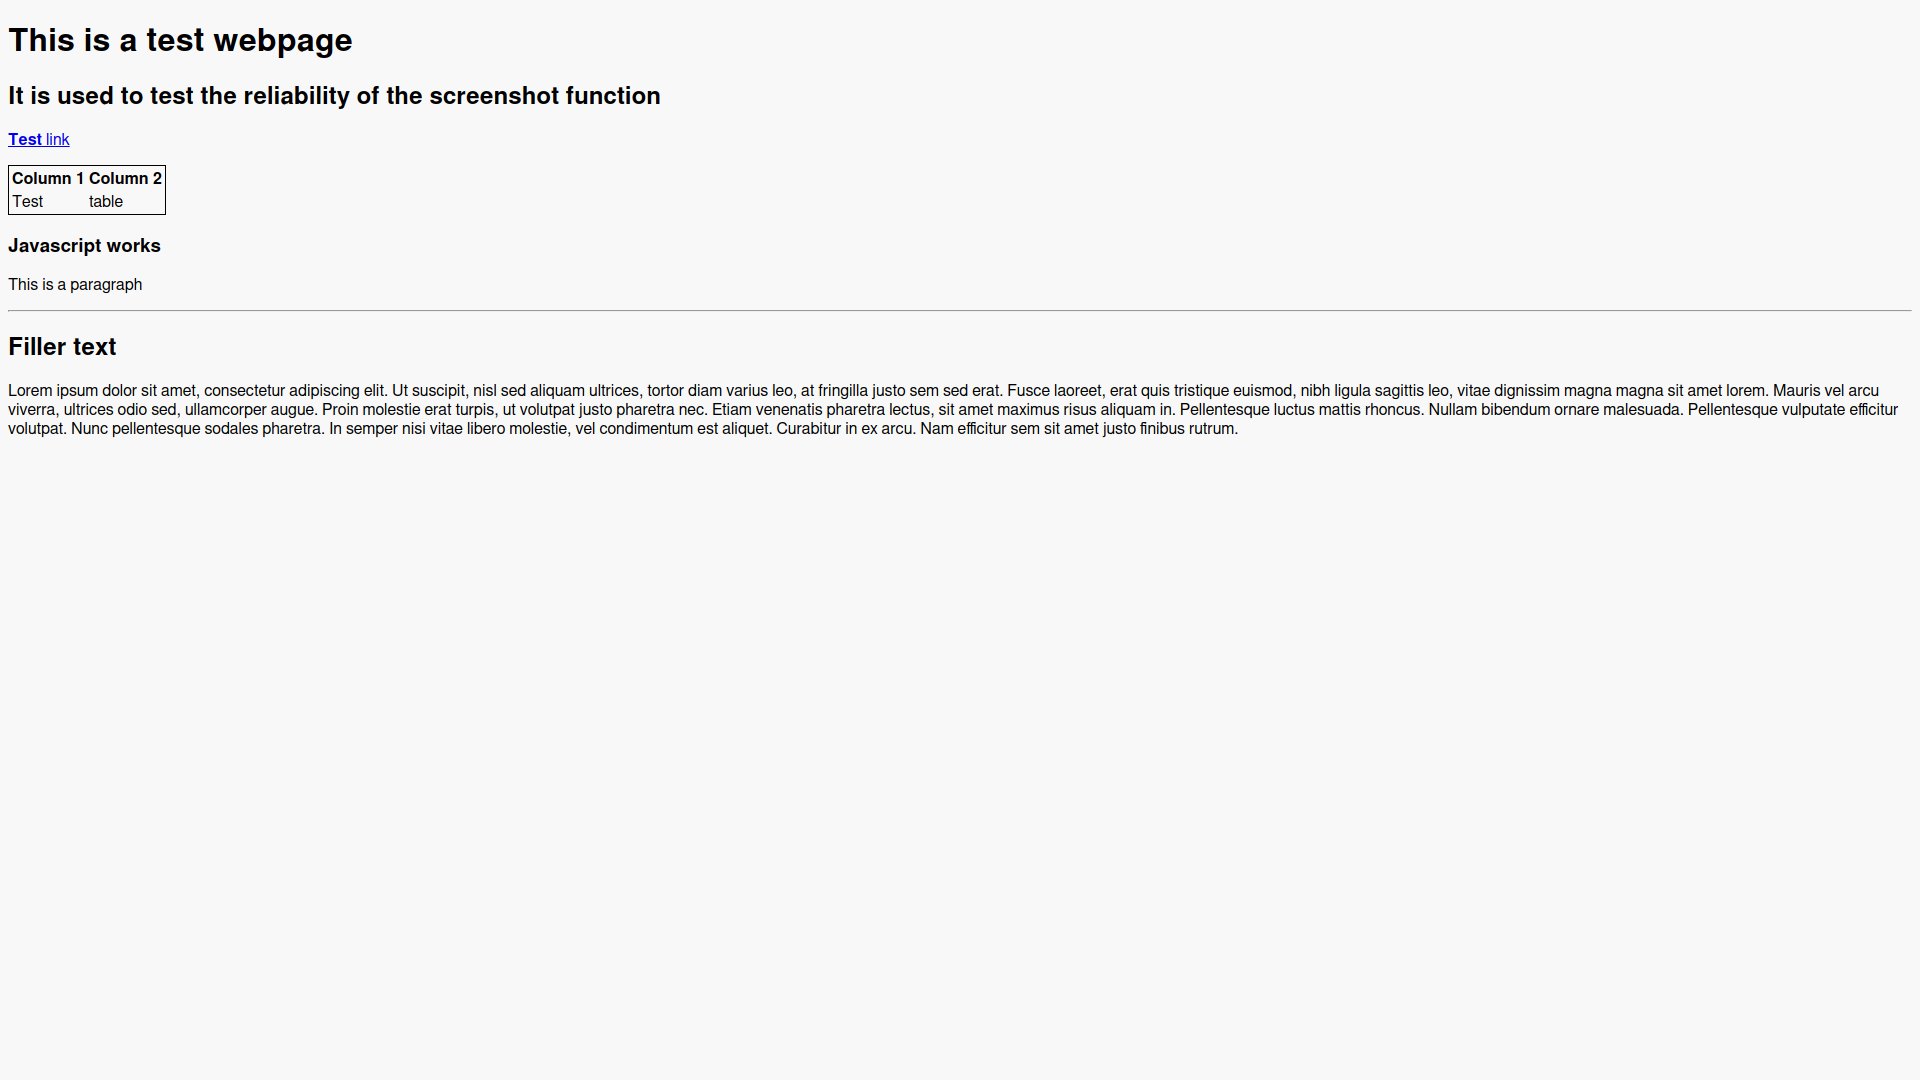 This is a test webpage
It is used to test the reliability of the screenshot function
Test link
Column 1 Column 2
Test table
Javascript works
This is a paragraph
Filler text
Lorem ipsum dolor sit amet, consectetur adipiscing elit. Ut suscipit, nisl sed aliquam ultrices, tortor diam varius leo, at fringilla justo sem sed erat. Fusce laoreet, erat quis tristique euismod, nibh ligula sagittis leo, vitae dignissim magna magna sit amet lorem. Mauris vel arcu
viverra, ultrices odio sed, ullamcorper augue. Proin molestie erat turpis, ut volutpat justo pharetra nec. Etiam venenatis pharetra lectus, sit amet maximus risus aliquam in. Pellentesque luctus mattis rhoncus. Nullam bibendum ornare malesuada. Pellentesque vulputate efficitur
volutpat. Nunc pellentesque sodales pharetra. In semper nisi vitae libero molestie, vel condimentum est aliquet. Curabitur in ex arcu. Nam efficitur sem sit amet justo finibus rutrum.